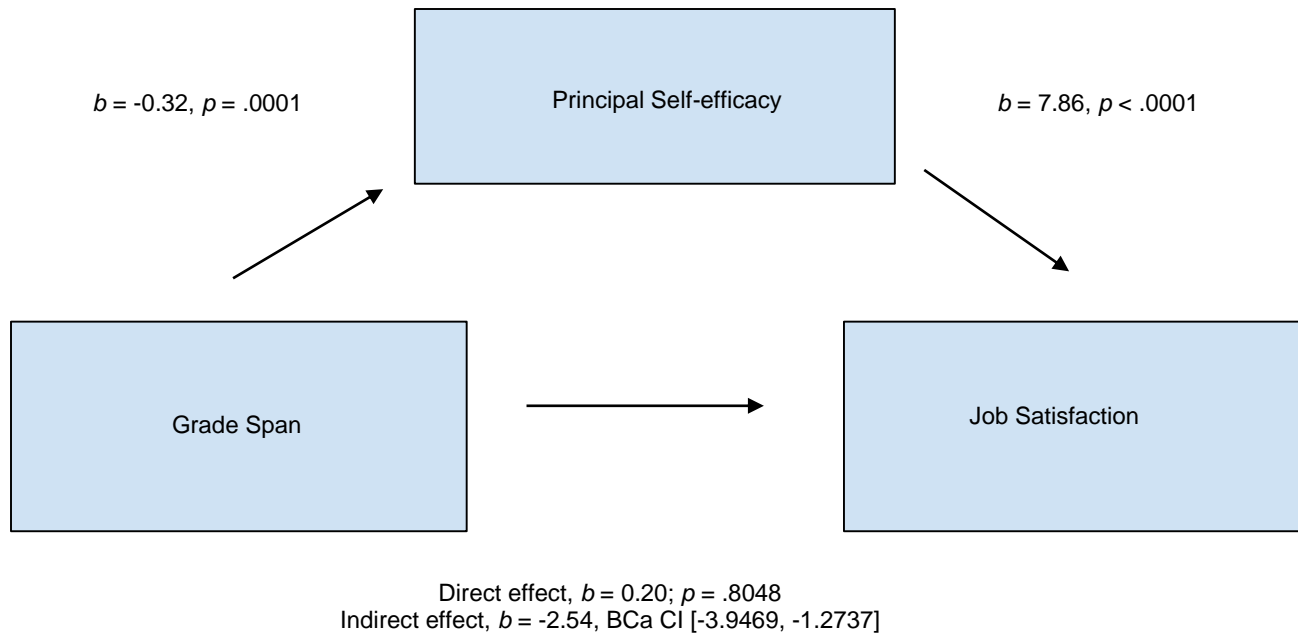 Principal Self-efficacy
b = -0.32, p = .0001
b = 7.86, p < .0001
Grade Span
Job Satisfaction
Direct effect, b = 0.20; p = .8048
Indirect effect, b = -2.54, BCa CI [-3.9469, -1.2737]